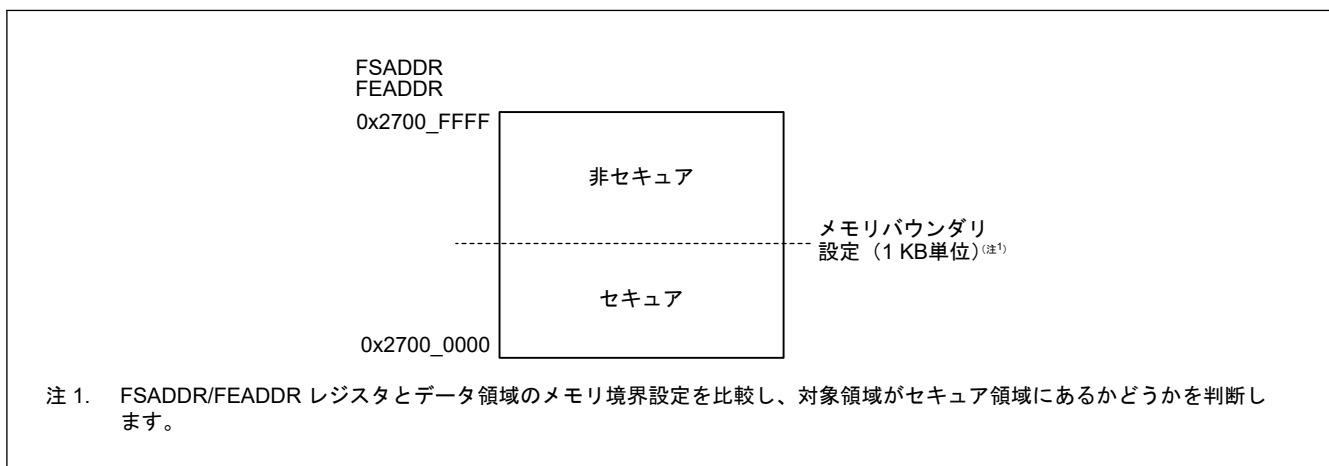 FSADDR
FEADDR
0x2700_FFFF
非セキュア
メモリバウンダリ
設定（1 KB単位）（注1）
セキュア
0x2700_0000
注 1. FSADDR/FEADDR レジスタとデータ領域のメモリ境界設定を比較し、対象領域がセキュア領域にあるかどうかを判断し
ます。